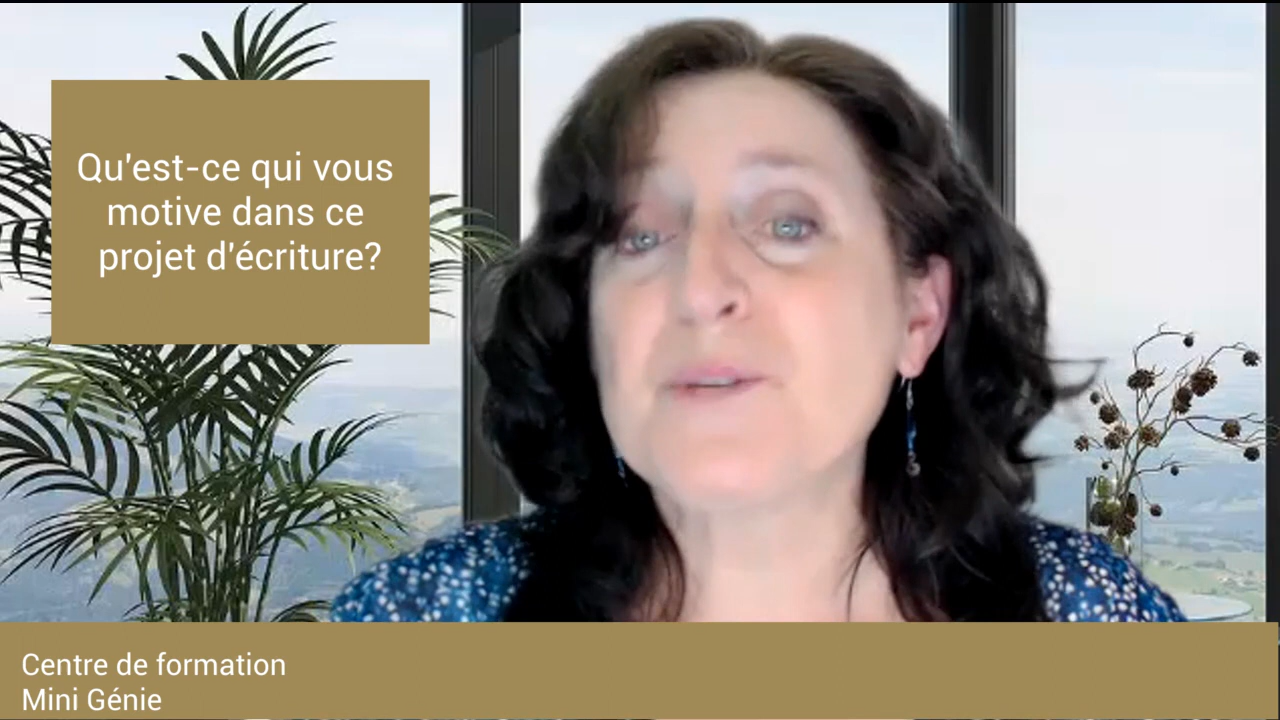 Qu'est-ce qui vous
motive dans ce
projet d'écriture?
Centre de formation
Mini Génie